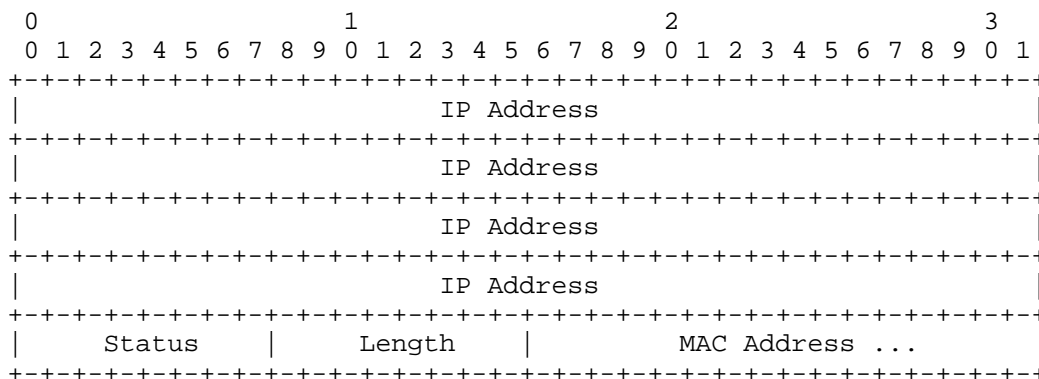 0                   1                   2                   3
 0 1 2 3 4 5 6 7 8 9 0 1 2 3 4 5 6 7 8 9 0 1 2 3 4 5 6 7 8 9 0 1
+-+-+-+-+-+-+-+-+-+-+-+-+-+-+-+-+-+-+-+-+-+-+-+-+-+-+-+-+-+-+-+-+
|                          IP Address                           |
+-+-+-+-+-+-+-+-+-+-+-+-+-+-+-+-+-+-+-+-+-+-+-+-+-+-+-+-+-+-+-+-+
|                          IP Address                           |
+-+-+-+-+-+-+-+-+-+-+-+-+-+-+-+-+-+-+-+-+-+-+-+-+-+-+-+-+-+-+-+-+
|                          IP Address                           |
+-+-+-+-+-+-+-+-+-+-+-+-+-+-+-+-+-+-+-+-+-+-+-+-+-+-+-+-+-+-+-+-+
|                          IP Address                           |
+-+-+-+-+-+-+-+-+-+-+-+-+-+-+-+-+-+-+-+-+-+-+-+-+-+-+-+-+-+-+-+-+
|     Status    |     Length    |         MAC Address ...
+-+-+-+-+-+-+-+-+-+-+-+-+-+-+-+-+-+-+-+-+-+-+-+-+-+-+-+-+-+-+-+-+